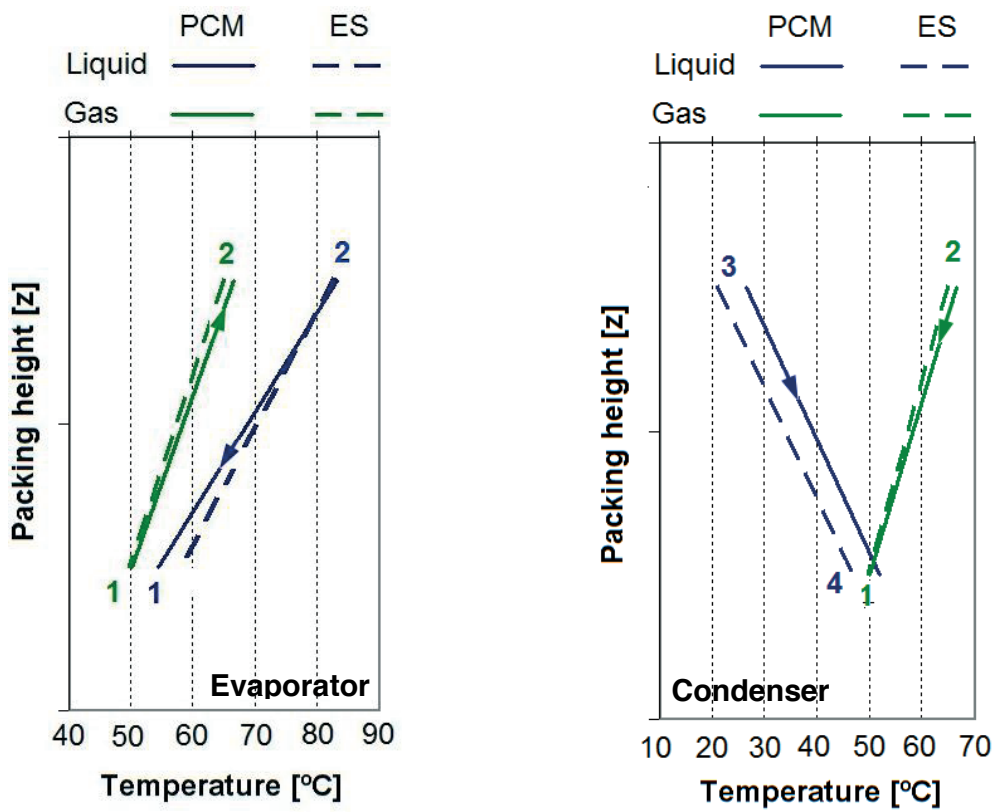 PCM ES
Liquid
Gas
2 2
1 1
Packing height [z]
Evaporator
40 50 60 70 80 90
Temperature [ºC]
PCM ES
Liquid
Gas
3 2
4 1
Packing height [z]
Condenser
10 20 30 40 50 60 70
Temperature [ºC]